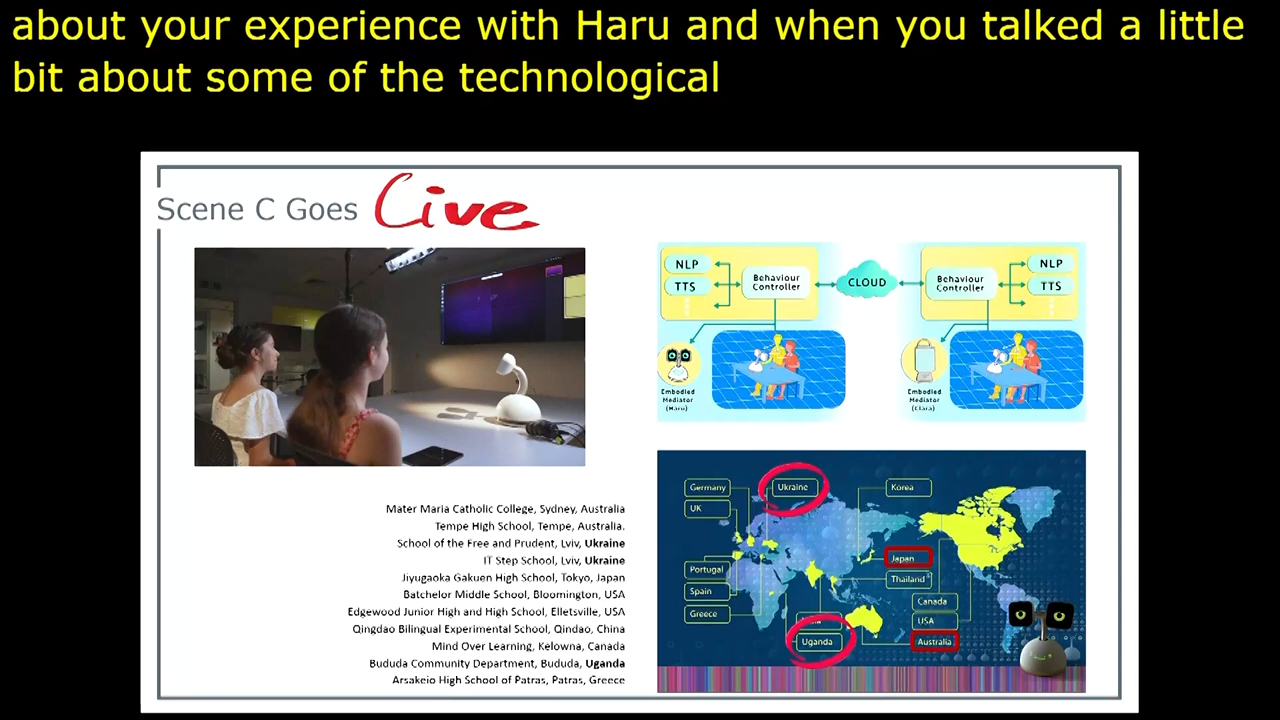 about your experience with Haru and when you talked a little
bit about some of the technological
Scene C Goes Live
NLP
TTS
Behaviour
Controller
CLOUD
Behaviour
Controller
NLP
TTS
Embodied
Mediator
(Haru)
Embodied
Mediator
(Clara)
Mater Maria Catholic College, Sydney, Australia
Tempe High School, Tempe, Australia.
School of the Free and Prudent, Lviv, Ukraine
IT Step School, Lviv, Ukraine
Jiyugaoka Gakuen High School, Tokyo, Japan
Batchelor Middle School, Bloomington, USA
Edgewood Junior High and High School, Elletsville, USA
Qingdao Bilingual Experimental School, Qindao, China
Mind Over Learning, Kelowna, Canada
Bududa Community Department, Bududa, Uganda
Arsakeio High School of Patras, Patras, Greece
Germany
Ukraine
Korea
UK
Japan
Portugal
Thailand
Spain
Canada
Greece
USA
Uganda
Australia